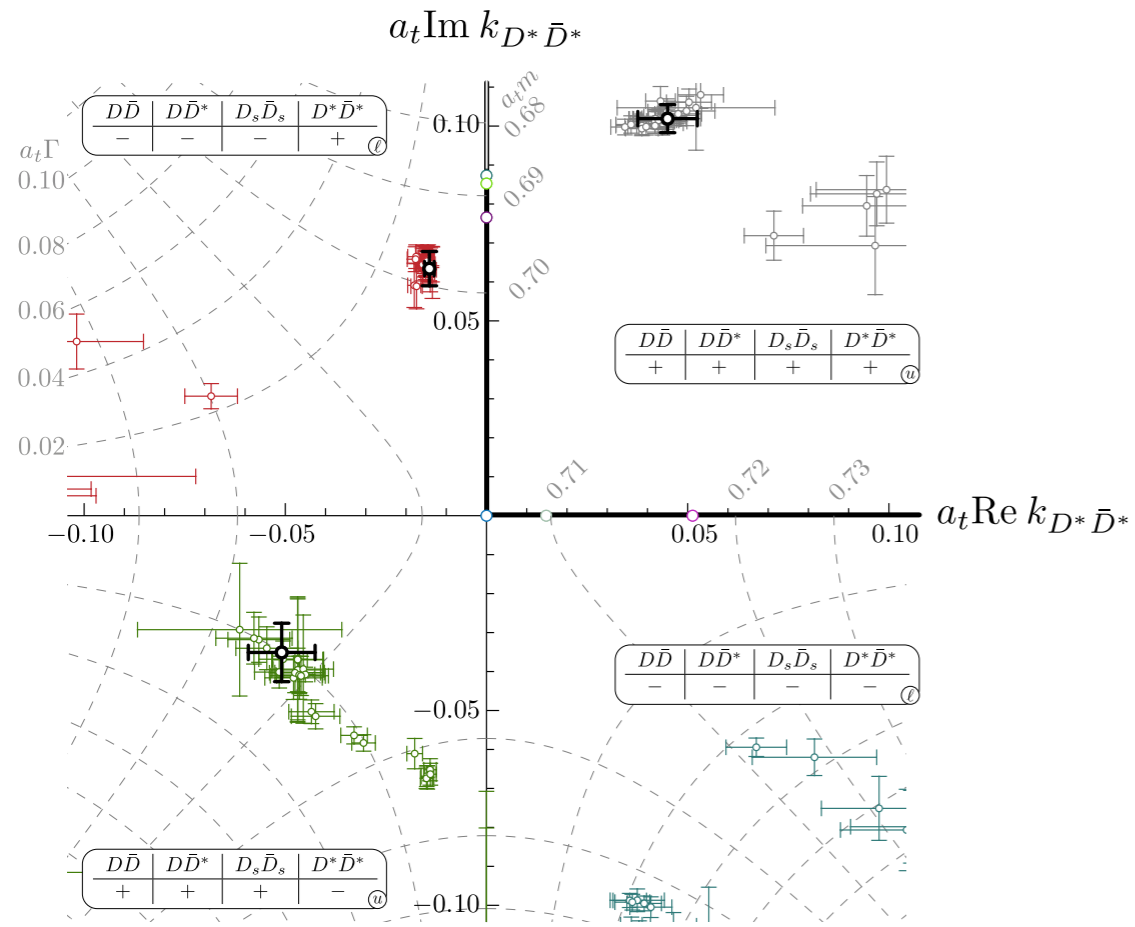 a_t Im k_{D* D̄*}
a_t m
0.68
DD̄ DD̄* D_sD̄_s D*D̄*
− − − +
ℓ
0.10
a_tΓ
0.10
0.69
0.08
0.70
0.06
0.05
DD̄ DD̄* D_sD̄_s D*D̄*
+ + + +
u
0.04
0.02
0.71 0.72 0.73
−0.10 −0.05 0.05 0.10
a_t Re k_{D* D̄*}
DD̄ DD̄* D_sD̄_s D*D̄*
− − − −
ℓ
−0.05
DD̄ DD̄* D_sD̄_s D*D̄*
+ + + −
u
−0.10